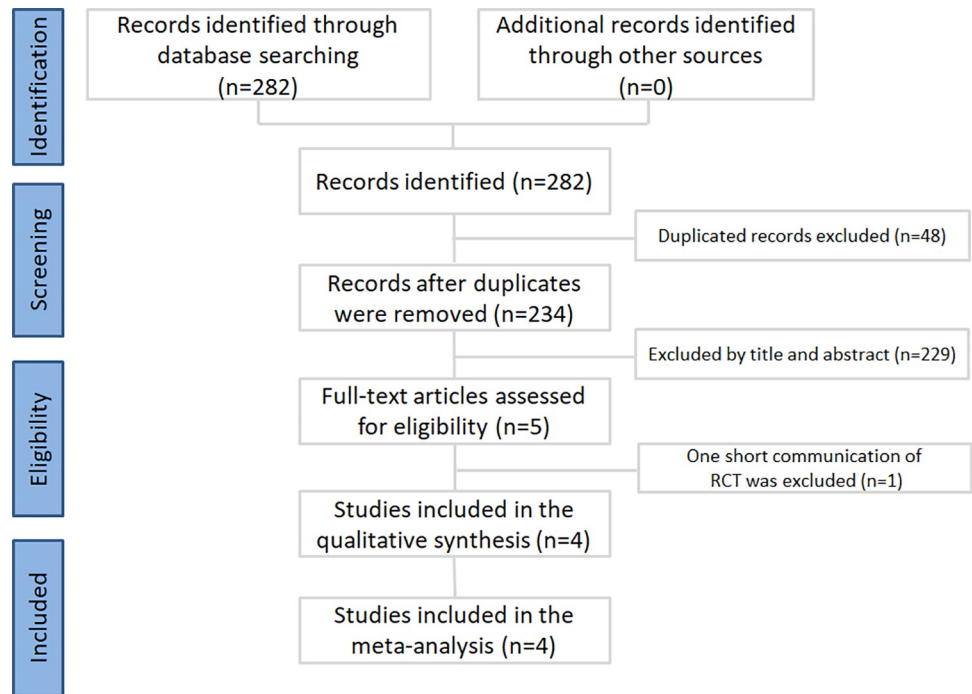 Identification
Records identified through
database searching
(n=282)
Additional records identified
through other sources
(n=0)
Records identified (n=282)
Screening
Duplicated records excluded (n=48)
Records after duplicates
were removed (n=234)
Excluded by title and abstract (n=229)
Eligibility
Full-text articles assessed
for eligibility (n=5)
One short communication of
RCT was excluded (n=1)
Studies included in the
qualitative synthesis (n=4)
Included
Studies included in the
meta-analysis (n=4)